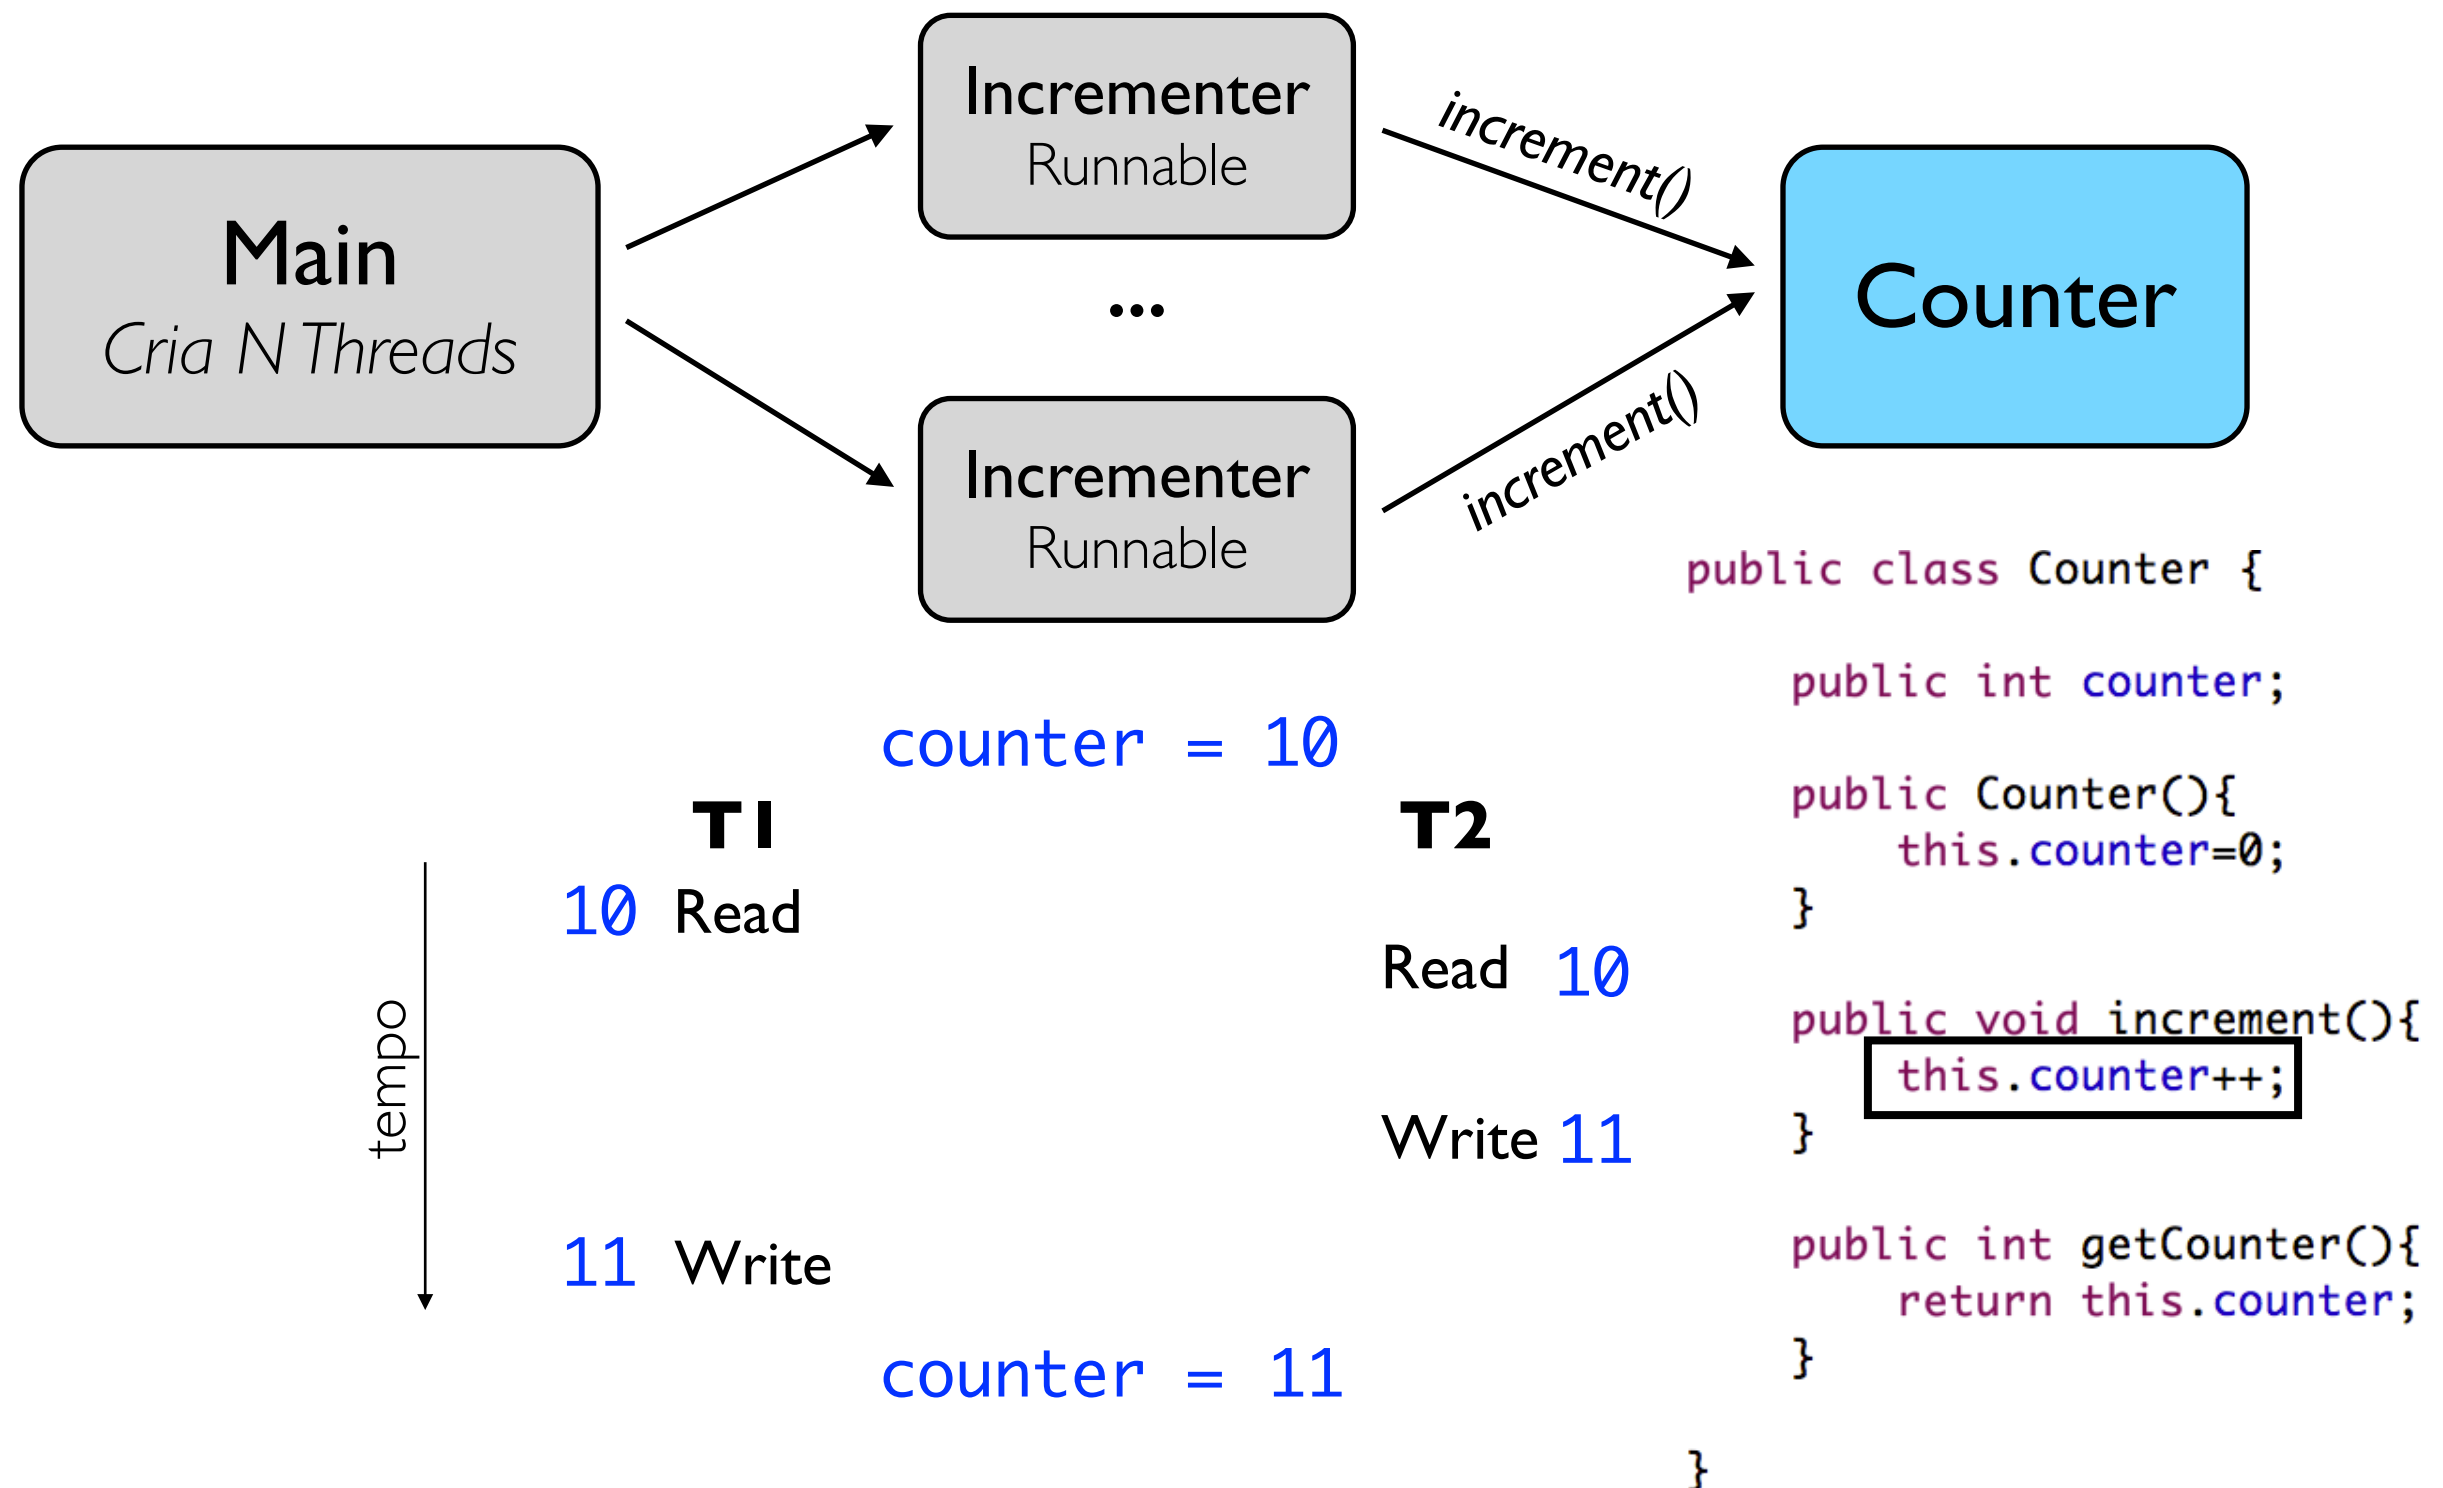 Main
Cria N Threads
Incrementer
Runnable
...
Incrementer
Runnable
increment()
increment()
Counter
counter = 10
T1
T2
10 Read
Read 10
Write 11
11 Write
tempo
counter = 11
public class Counter {
public int counter;
public Counter(){
this.counter=0;
}
public void increment(){
this.counter++;
}
public int getCounter(){
return this.counter;
}
}